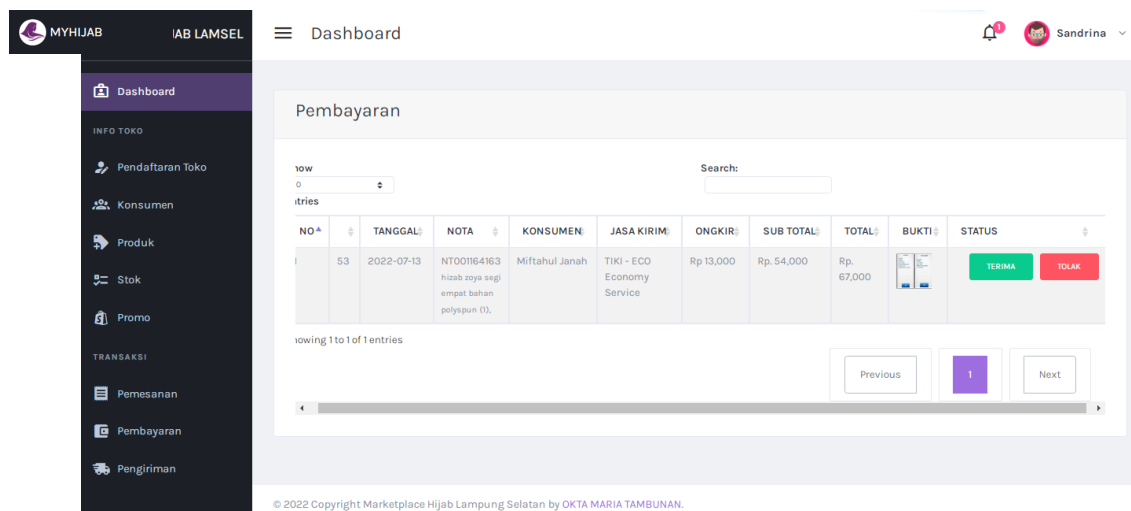 MYHIJAB
AB LAMSEL
Dashboard
1
Sandrina
Dashboard
INFO TOKO
Pendaftaran Toko
Konsumen
Produk
Stok
Promo
TRANSAKSI
Pemesanan
Pembayaran
Pengiriman
Pembayaran
how
0
ntries
Search:
NO TANGGAL NOTA KONSUMEN JASA KIRIM ONGKIR SUB TOTAL TOTAL BUKTI STATUS
53 2022-07-13 NT001164163 Miftahul Janah TIKI - ECO Rp 13,000 Rp. 54,000 Rp. TERIMA TOLAK
hizab zoya segi Economy 67,000
empat bahan Service
polyspun (1),
howing 1 to 1 of 1 entries
Previous 1 Next
© 2022 Copyright Marketplace Hijab Lampung Selatan by OKTA MARIA TAMBUNAN.